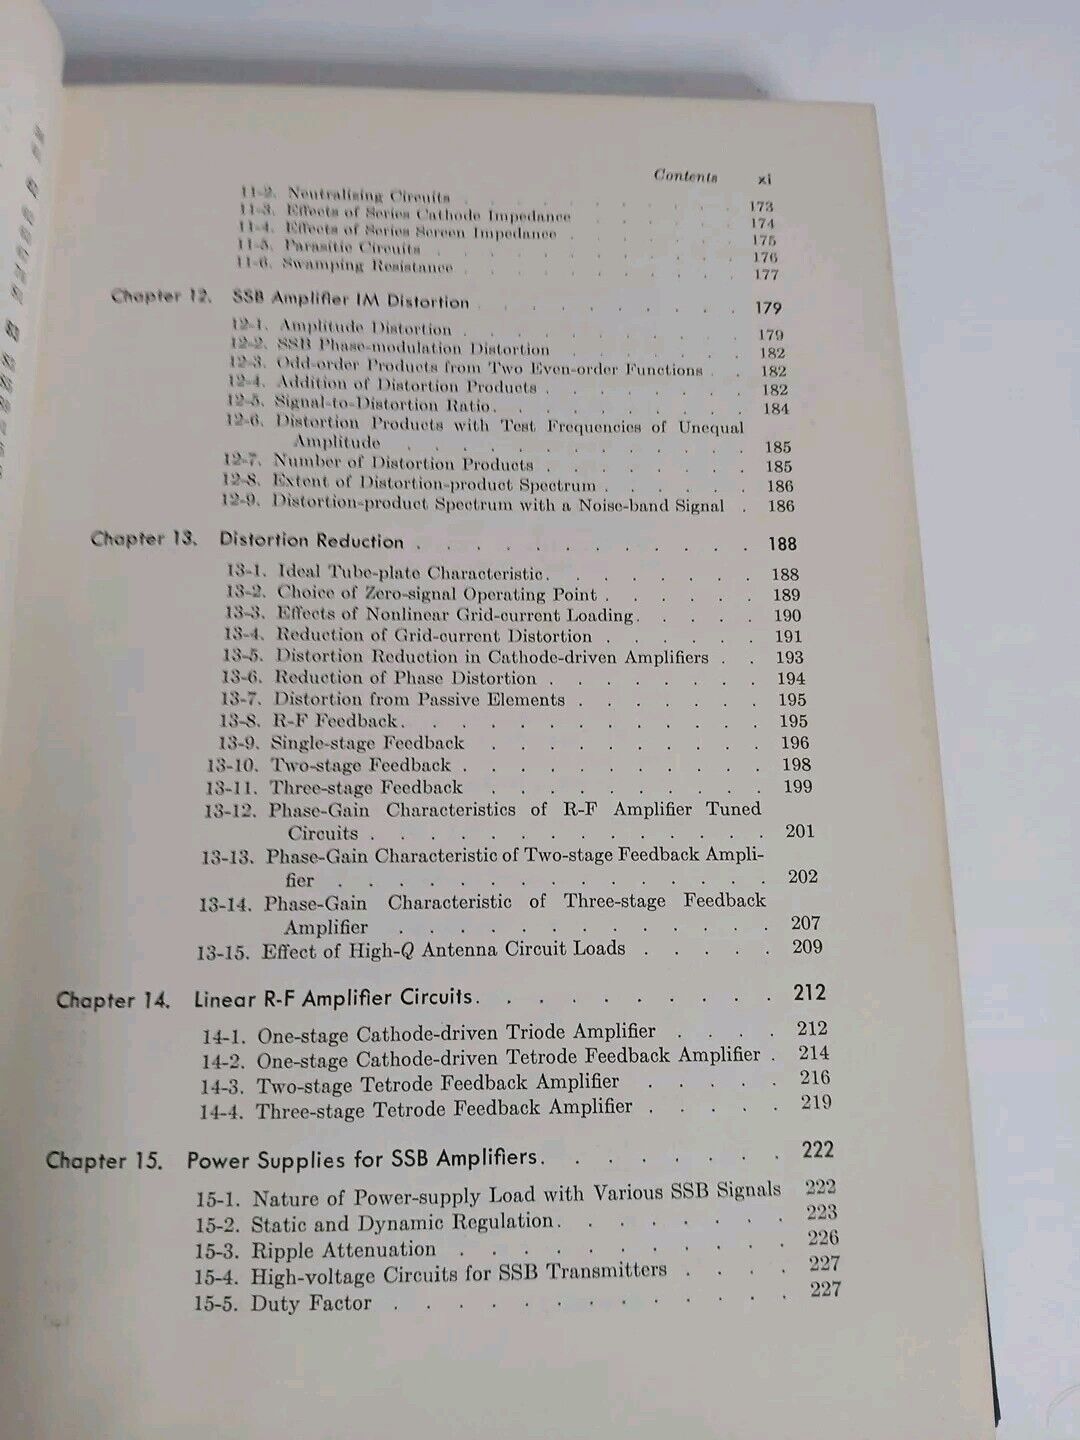 Contents xi
11-2. Neutralizing Circuits . . . . . . . . . . 173
11-3. Effects of Series Cathode Impedance . . . . . . 174
11-4. Effects of Series Screen Impedance . . . . . . 175
11-5. Parasitic Circuits . . . . . . . . . . 176
11-6. Swamping Resistance . . . . . . . . . 177
Chapter 12. SSB Amplifier IM Distortion . . . . . . . . . 179
12-1. Amplitude Distortion . . . . . . . . . 179
12-2. SSB Phase-modulation Distortion . . . . . . . 182
12-3. Odd-order Products from Two Even-order Functions . . 182
12-4. Addition of Distortion Products . . . . . . . 182
12-5. Signal-to-Distortion Ratio . . . . . . . . . 184
12-6. Distortion Products with Test Frequencies of Unequal
Amplitude . . . . . . . . . . . . 185
12-7. Number of Distortion Products . . . . . . . 185
12-8. Extent of Distortion-product Spectrum . . . . . . 186
12-9. Distortion-product Spectrum with a Noise-band Signal . 186
Chapter 13. Distortion Reduction . . . . . . . . . . . . 188
13-1. Ideal Tube-plate Characteristic . . . . . . . . 188
13-2. Choice of Zero-signal Operating Point . . . . . . 189
13-3. Effects of Nonlinear Grid-current Loading . . . . . 190
13-4. Reduction of Grid-current Distortion . . . . . . 191
13-5. Distortion Reduction in Cathode-driven Amplifiers . . 193
13-6. Reduction of Phase Distortion . . . . . . . . 194
13-7. Distortion from Passive Elements . . . . . . . 195
13-8. R-F Feedback . . . . . . . . . . . . . 195
13-9. Single-stage Feedback . . . . . . . . . . 196
13-10. Two-stage Feedback . . . . . . . . . . . 198
13-11. Three-stage Feedback . . . . . . . . . . 199
13-12. Phase-Gain Characteristics of R-F Amplifier Tuned
Circuits . . . . . . . . . . . . . . 201
13-13. Phase-Gain Characteristic of Two-stage Feedback Ampli-
fier . . . . . . . . . . . . . . . 202
13-14. Phase-Gain Characteristic of Three-stage Feedback
Amplifier . . . . . . . . . . . . . 207
13-15. Effect of High-Q Antenna Circuit Loads . . . . . 209
Chapter 14. Linear R-F Amplifier Circuits . . . . . . . . . . 212
14-1. One-stage Cathode-driven Triode Amplifier . . . . 212
14-2. One-stage Cathode-driven Tetrode Feedback Amplifier . 214
14-3. Two-stage Tetrode Feedback Amplifier . . . . . 216
14-4. Three-stage Tetrode Feedback Amplifier . . . . . 219
Chapter 15. Power Supplies for SSB Amplifiers . . . . . . . . 222
15-1. Nature of Power-supply Load with Various SSB Signals 222
15-2. Static and Dynamic Regulation . . . . . . . . 223
15-3. Ripple Attenuation . . . . . . . . . . . 226
15-4. High-voltage Circuits for SSB Transmitters . . . . 227
15-5. Duty Factor . . . . . . . . . . . . . 227